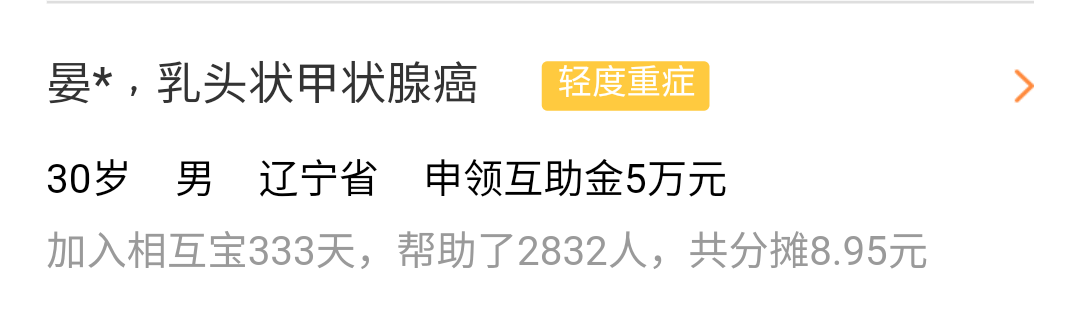 晏*，乳头状甲状腺癌 轻度重症
30岁 男 辽宁省 申领互助金5万元
加入相互宝333天，帮助了2832人，共分摊8.95元